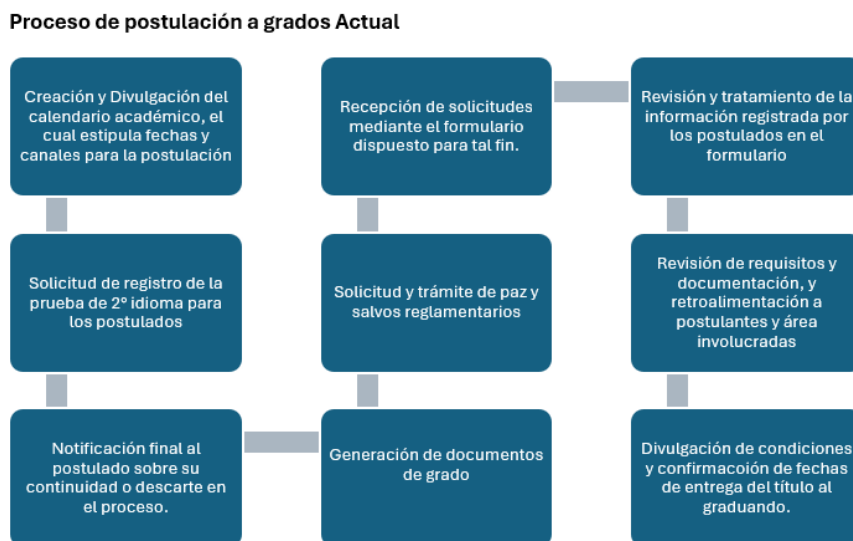 Proceso de postulación a grados Actual
Creación y Divulgación del
calendario académico, el
cual estipula fechas y
canales para la postulación
Solicitud de registro de la
prueba de 2° idioma para
los postulados
Notificación final al
postulado sobre su
continuidad o descarte en
el proceso.
Generación de documentos
de grado
Solicitud y trámite de paz y
salvos reglamentarios
Recepción de solicitudes
mediante el formulario
dispuesto para tal fin.
Revisión y tratamiento de la
información registrada por
los postulados en el
formulario
Revisión de requisitos y
documentación, y
retroalimentación a
postulantes y área
involucradas
Divulgación de condiciones
y confirmacoión de fechas
de entrega del título al
graduando.